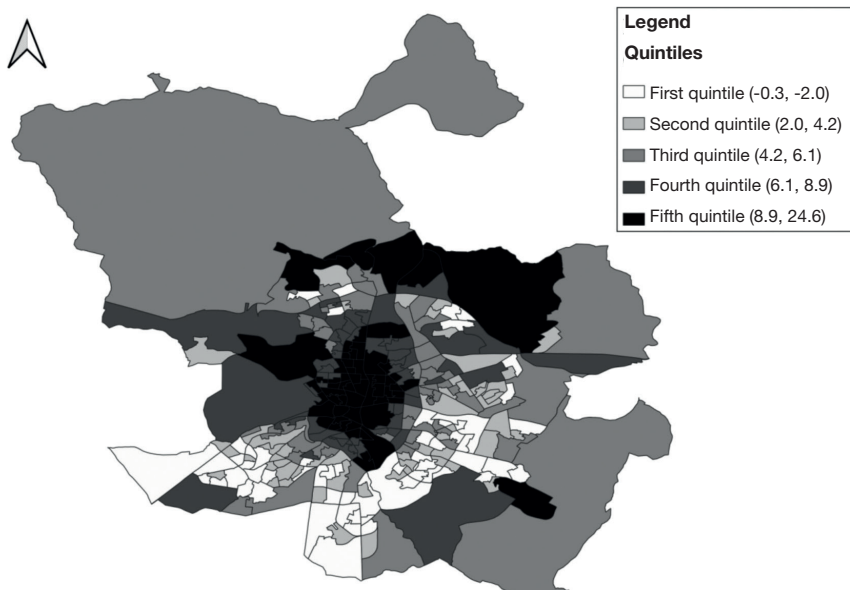 Legend
Quintiles
First quintile (-0.3, -2.0)
Second quintile (2.0, 4.2)
Third quintile (4.2, 6.1)
Fourth quintile (6.1, 8.9)
Fifth quintile (8.9, 24.6)